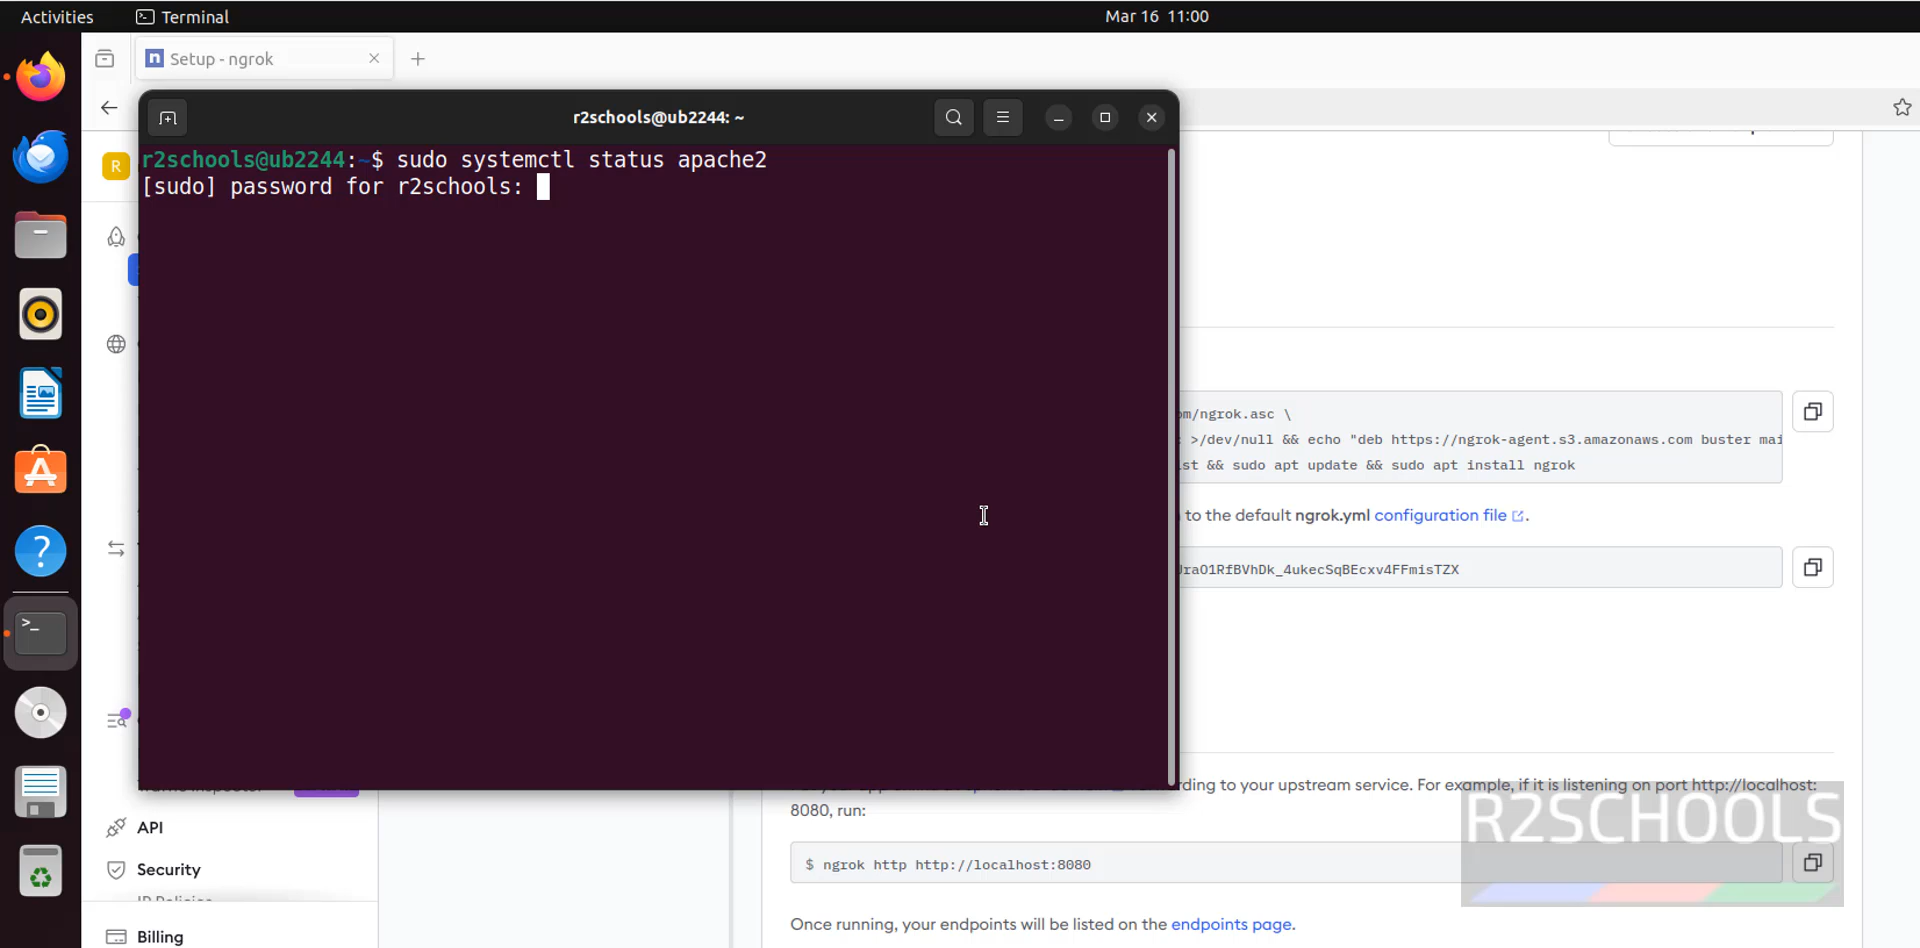 Activities
Terminal
Mar 16 11:00
Setup - ngrok
r2schools@ub2244: ~
R
r2schools@ub2244:~$ sudo systemctl status apache2
[sudo] password for r2schools:
m/ngrok.asc \
>/dev/null && echo "deb https://ngrok-agent.s3.amazonaws.com buster mai
st && sudo apt update && sudo apt install ngrok
to the default ngrok.yml configuration file.
raO1RfBVhDk_4ukecSqBEcxv4FFmisTZX
rding to your upstream service. For example, if it is listening on port http://localhost:
8080, run:
R2SCHOOLS
$ ngrok http http://localhost:8080
Once running, your endpoints will be listed on the endpoints page.
API
Security
IP Policies
Billing